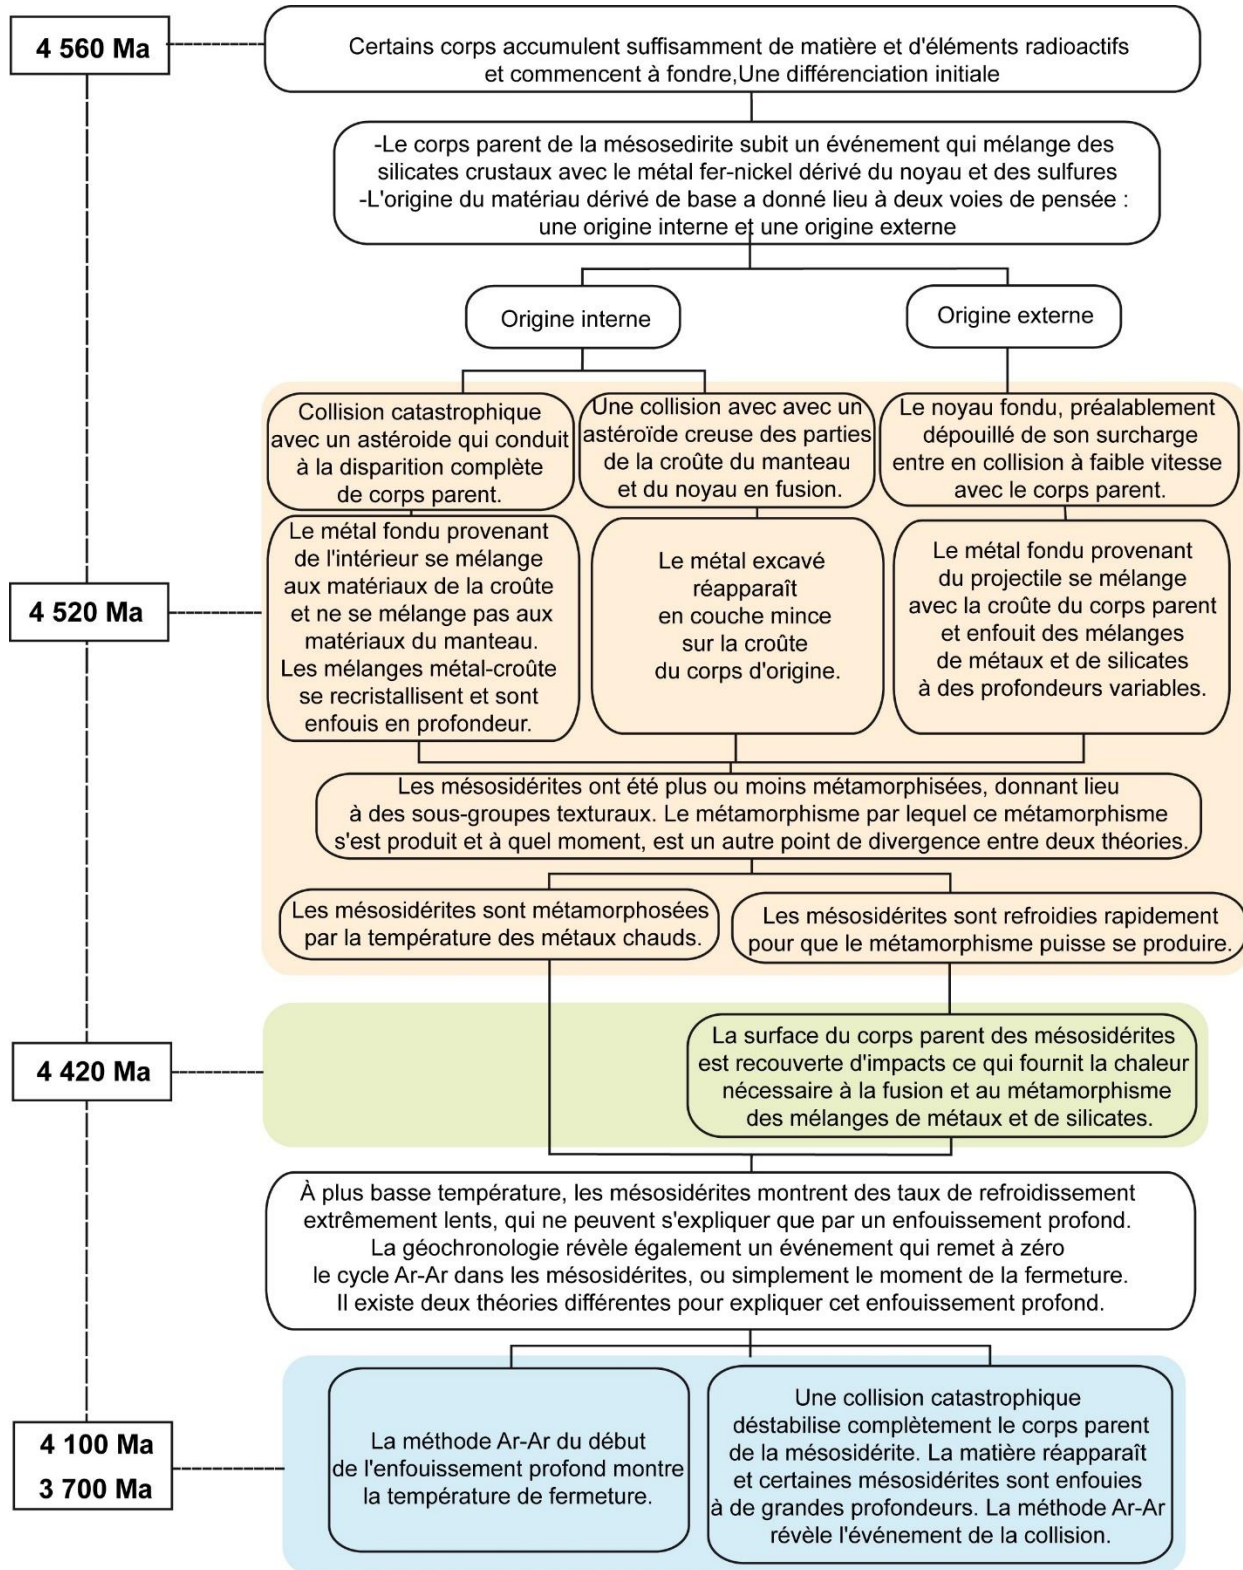 4 560 Ma
Certains corps accumulent suffisamment de matière et d'éléments radioactifs
et commencent à fondre,Une différenciation initiale
-Le corps parent de la mésosedirite subit un événement qui mélange des
silicates crustaux avec le métal fer-nickel dérivé du noyau et des sulfures
-L'origine du matériau dérivé de base a donné lieu à deux voies de pensée :
une origine interne et une origine externe
Origine interne
Origine externe
Collision catastrophique
avec un astéroide qui conduit
à la disparition complète
de corps parent.
Une collision avec avec un
astéroïde creuse des parties
de la croûte du manteau
et du noyau en fusion.
Le noyau fondu, préalablement
dépouillé de son surcharge
entre en collision à faible vitesse
avec le corps parent.
4 520 Ma
Le métal fondu provenant
de l'intérieur se mélange
aux matériaux de la croûte
et ne se mélange pas aux
matériaux du manteau.
Les mélanges métal-croûte
se recristallisent et sont
enfouis en profondeur.
Le métal excavé
réapparaît
en couche mince
sur la croûte
du corps d'origine.
Le métal fondu provenant
du projectile se mélange
avec la croûte du corps parent
et enfouit des mélanges
de métaux et de silicates
à des profondeurs variables.
Les mésosidérites ont été plus ou moins métamorphisées, donnant lieu
à des sous-groupes texturaux. Le métamorphisme par lequel ce métamorphisme
s'est produit et à quel moment, est un autre point de divergence entre deux théories.
Les mésosidérites sont métamorphosées
par la température des métaux chauds.
Les mésosidérites sont refroidies rapidement
pour que le métamorphisme puisse se produire.
4 420 Ma
La surface du corps parent des mésosidérites
est recouverte d'impacts ce qui fournit la chaleur
nécessaire à la fusion et au métamorphisme
des mélanges de métaux et de silicates.
À plus basse température, les mésosidérites montrent des taux de refroidissement
extrêmement lents, qui ne peuvent s'expliquer que par un enfouissement profond.
La géochronologie révèle également un événement qui remet à zéro
le cycle Ar-Ar dans les mésosidérites, ou simplement le moment de la fermeture.
Il existe deux théories différentes pour expliquer cet enfouissement profond.
4 100 Ma
3 700 Ma
La méthode Ar-Ar du début
de l'enfouissement profond montre
la température de fermeture.
Une collision catastrophique
déstabilise complètement le corps parent
de la mésosidérite. La matière réapparaît
et certaines mésosidérites sont enfouies
à de grandes profondeurs. La méthode Ar-Ar
révèle l'événement de la collision.